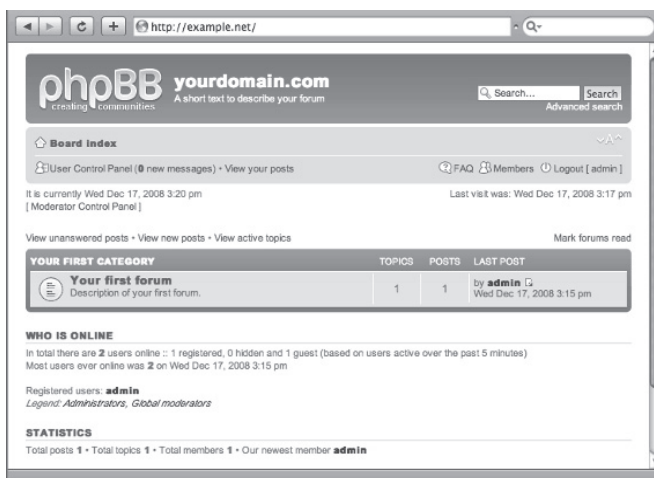 http://example.net/
phpBB
creating communities
yourdomain.com
A short text to describe your forum
Search...
Search
Advanced search
Board index
User Control Panel (0 new messages) • View your posts
FAQ Members Logout [ admin ]
It is currently Wed Dec 17, 2008 3:20 pm
Last visit was: Wed Dec 17, 2008 3:17 pm
[ Moderator Control Panel ]
View unanswered posts • View new posts • View active topics
Mark forums read
YOUR FIRST CATEGORY TOPICS POSTS LAST POST
Your first forum
Description of your first forum.
1 1
by admin
Wed Dec 17, 2008 3:15 pm
WHO IS ONLINE
In total there are 2 users online :: 1 registered, 0 hidden and 1 guest (based on users active over the past 5 minutes)
Most users ever online was 2 on Wed Dec 17, 2008 3:15 pm
Registered users: admin
Legend: Administrators, Global moderators
STATISTICS
Total posts 1 • Total topics 1 • Total members 1 • Our newest member admin